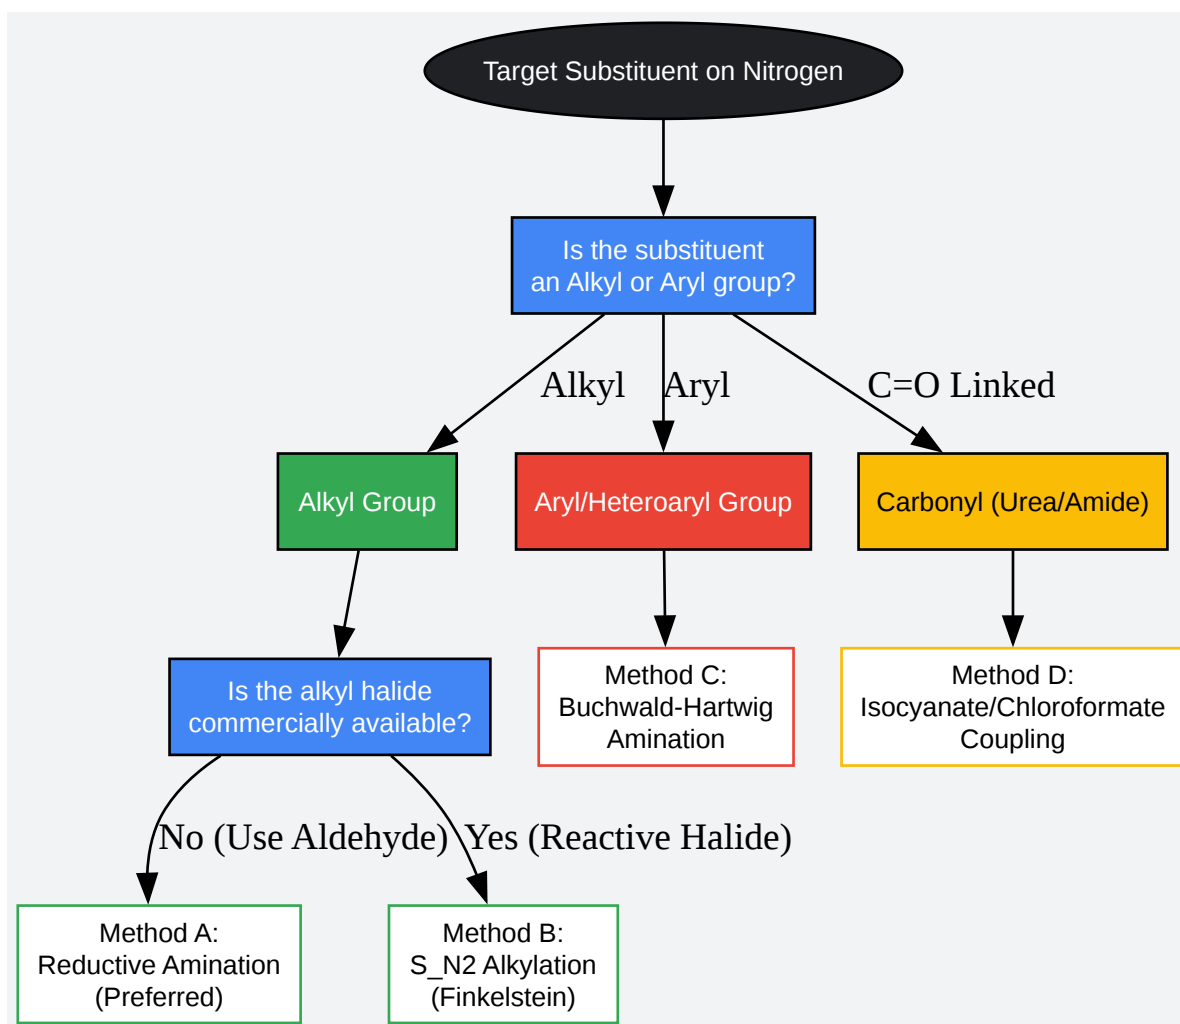 Target Substituent on Nitrogen
Is the substituent
an Alkyl or Aryl group?
Alkyl
Aryl
C=O Linked
Alkyl Group
Aryl/Heteroaryl Group
Carbonyl (Urea/Amide)
Is the alkyl halide
commercially available?
Method C:
Buchwald-Hartwig
Amination
Method D:
Isocyanate/Chloroformate
Coupling
No (Use Aldehyde)
Yes (Reactive Halide)
Method A:
Reductive Amination
(Preferred)
Method B:
S_N2 Alkylation
(Finkelstein)